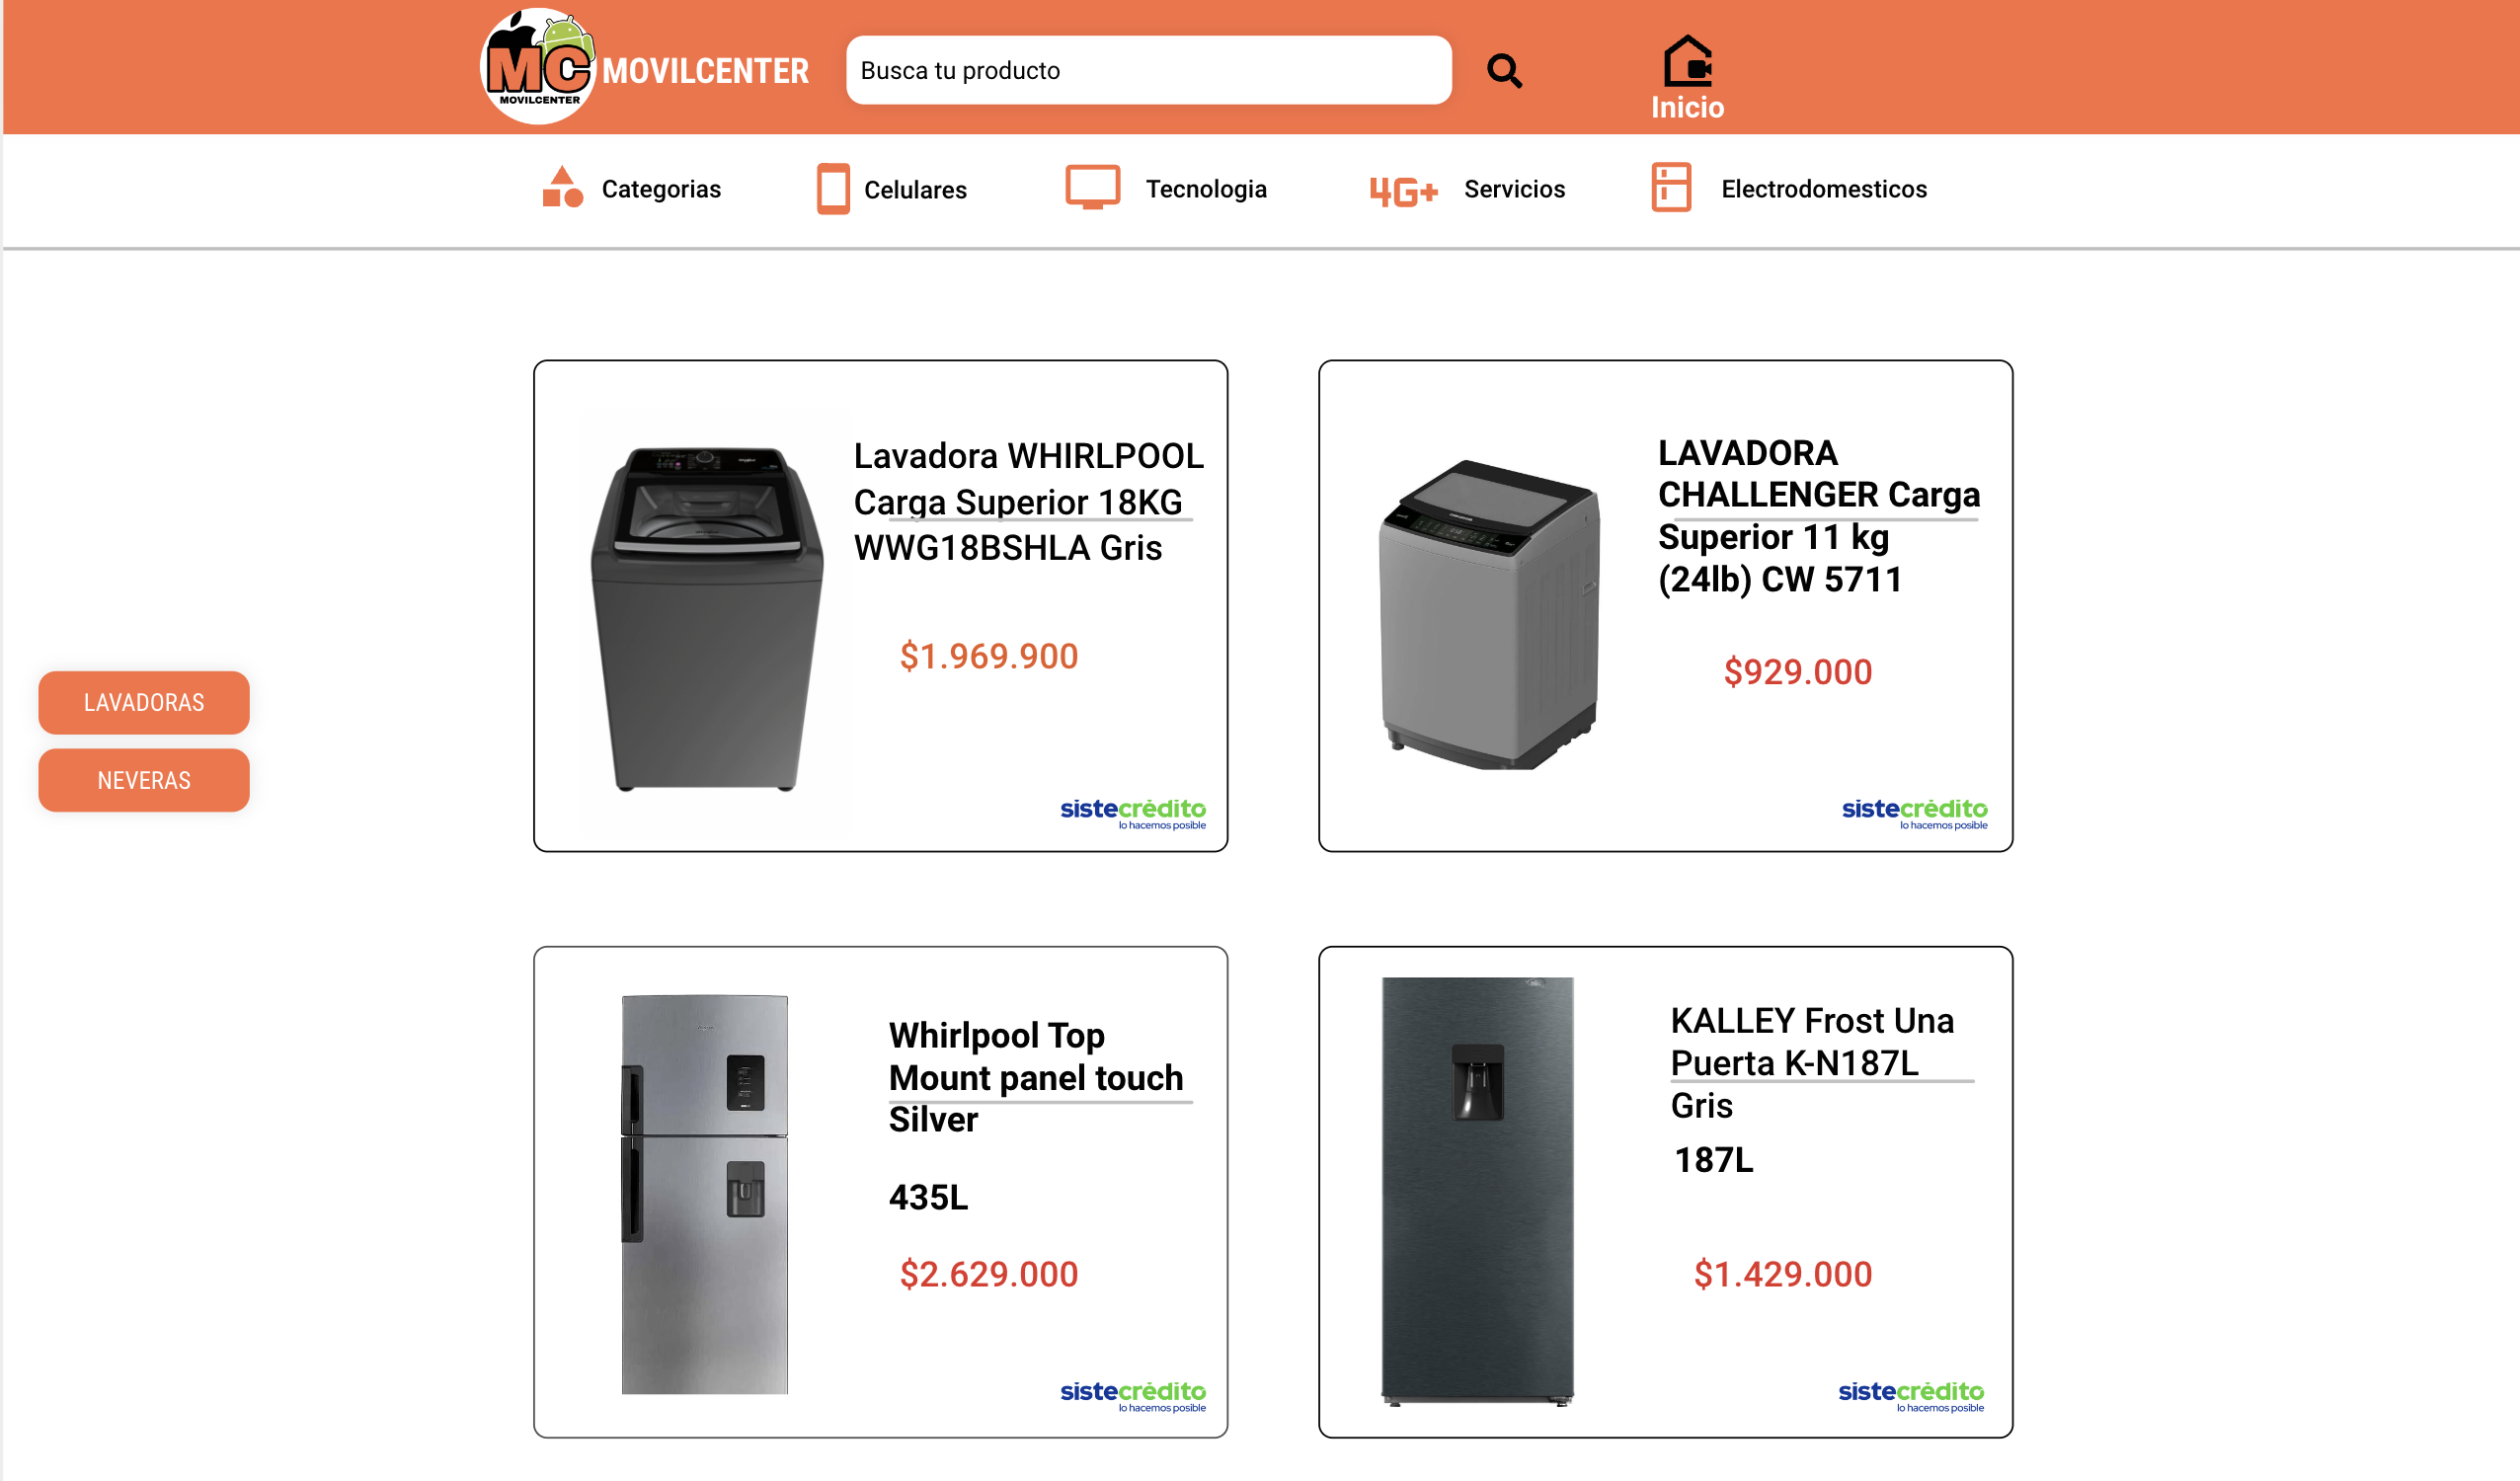 MC
MOVILCENTER
MOVILCENTER
Busca tu producto
Inicio
Categorias
Celulares
Tecnologia
4G+
Servicios
Electrodomesticos
Lavadora WHIRLPOOL
Carga Superior 18KG
WWG18BSHLA Gris
$1.969.900
sistecrédito
lo hacemos posible
LAVADORA
CHALLENGER Carga
Superior 11 kg
(24lb) CW 5711
$929.000
sistecrédito
lo hacemos posible
LAVADORAS
NEVERAS
Whirlpool Top
Mount panel touch
Silver
435L
$2.629.000
sistecrédito
lo hacemos posible
KALLEY Frost Una
Puerta K-N187L
Gris
187L
$1.429.000
sistecrédito
lo hacemos posible